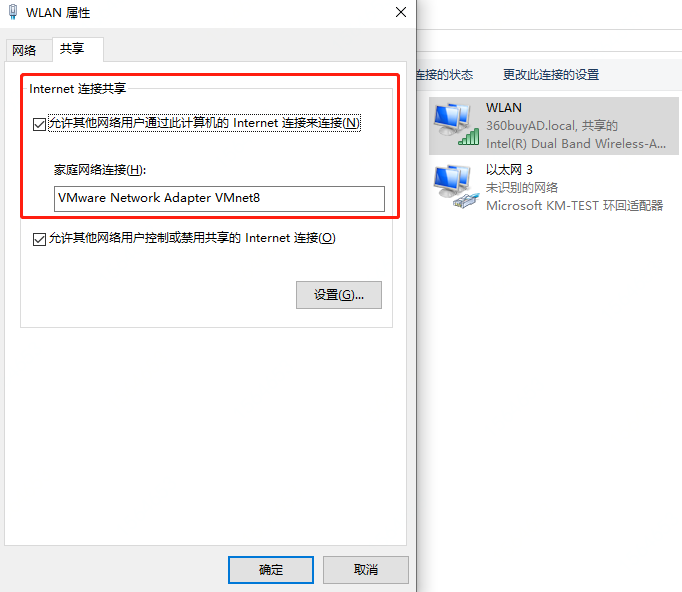 WLAN 属性
网络
共享
Internet 连接共享
允许其他网络用户通过此计算机的 Internet 连接来连接(N)
家庭网络连接(H):
VMware Network Adapter VMnet8
允许其他网络用户控制或禁用共享的 Internet 连接(O)
设置(G)...
确定
取消
连接的状态
更改此连接的设置
WLAN
360buyAD.local, 共享的
Intel(R) Dual Band Wireless-A...
以太网 3
未识别的网络
Microsoft KM-TEST 环回适配器